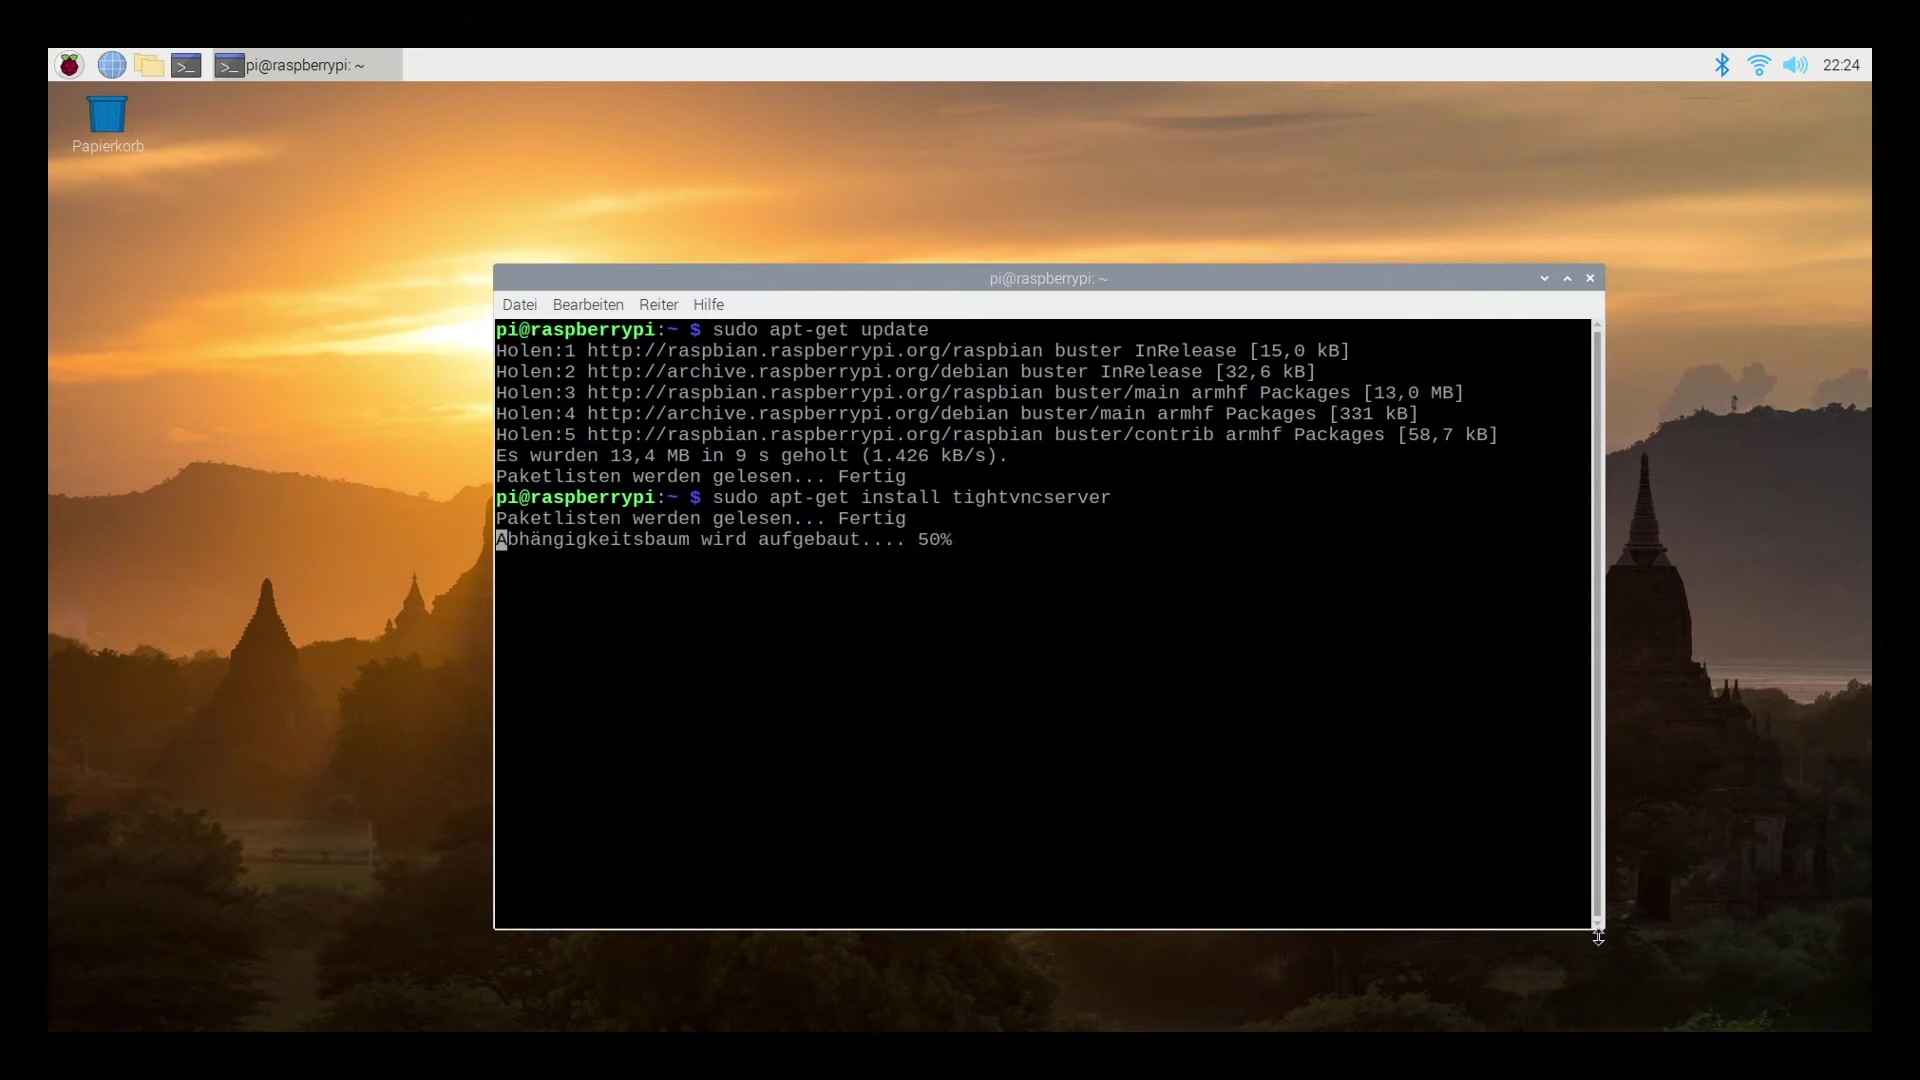 pi@raspberrypi: ~
22:24
Papierkorb
pi@raspberrypi: ~
Datei Bearbeiten Reiter Hilfe
pi@raspberrypi:~ $ sudo apt-get update
Holen:1 http://raspbian.raspberrypi.org/raspbian buster InRelease [15,0 kB]
Holen:2 http://archive.raspberrypi.org/debian buster InRelease [32,6 kB]
Holen:3 http://raspbian.raspberrypi.org/raspbian buster/main armhf Packages [13,0 MB]
Holen:4 http://archive.raspberrypi.org/debian buster/main armhf Packages [331 kB]
Holen:5 http://raspbian.raspberrypi.org/raspbian buster/contrib armhf Packages [58,7 kB]
Es wurden 13,4 MB in 9 s geholt (1.426 kB/s).
Paketlisten werden gelesen... Fertig
pi@raspberrypi:~ $ sudo apt-get install tightvncserver
Paketlisten werden gelesen... Fertig
Abhängigkeitsbaum wird aufgebaut.... 50%